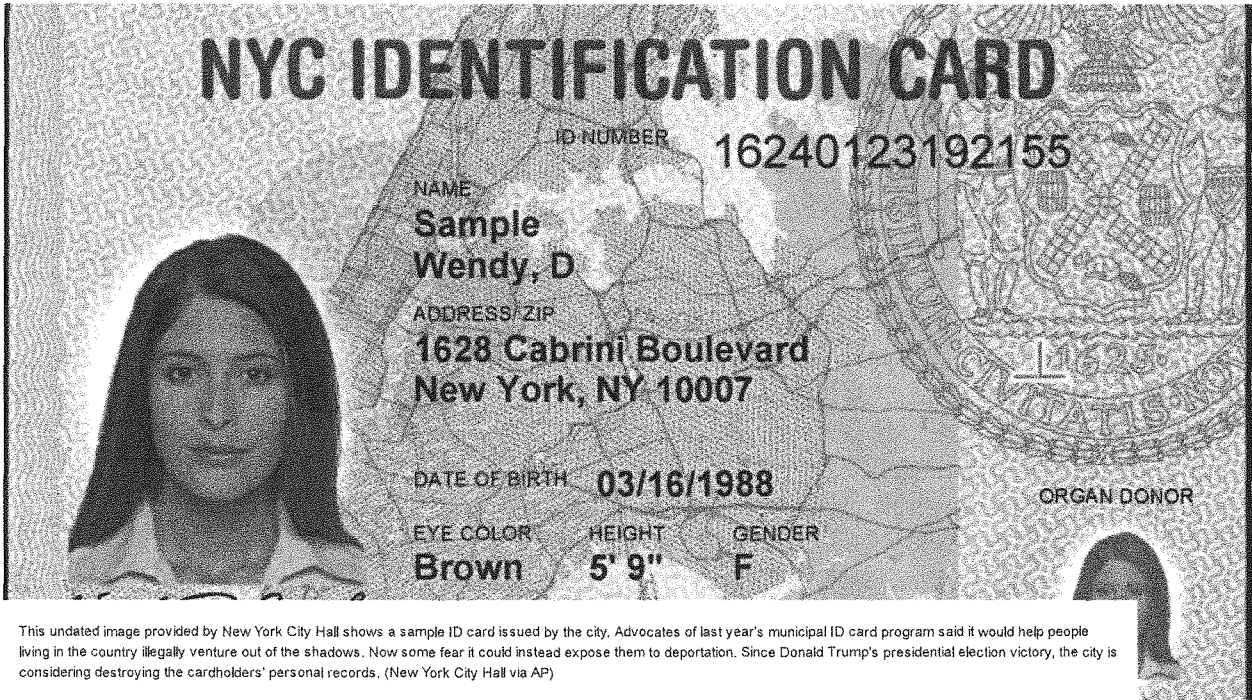 NYC IDENTIFICATION CARD
ID NUMBER 16240123192155
NAME
Sample
Wendy, D
ADDRESS/ZIP
1628 Cabrini Boulevard
New York, NY 10007
1625
CIVITATIS NOV
DATE OF BIRTH 03/16/1988
ORGAN DONOR
EYE COLOR HEIGHT GENDER
Brown 5' 9" F
This undated image provided by New York City Hall shows a sample ID card issued by the city. Advocates of last year's municipal ID card program said it would help people
living in the country illegally venture out of the shadows. Now some fear it could instead expose them to deportation. Since Donald Trump's presidential election victory, the city is
considering destroying the cardholders' personal records. (New York City Hall via AP)